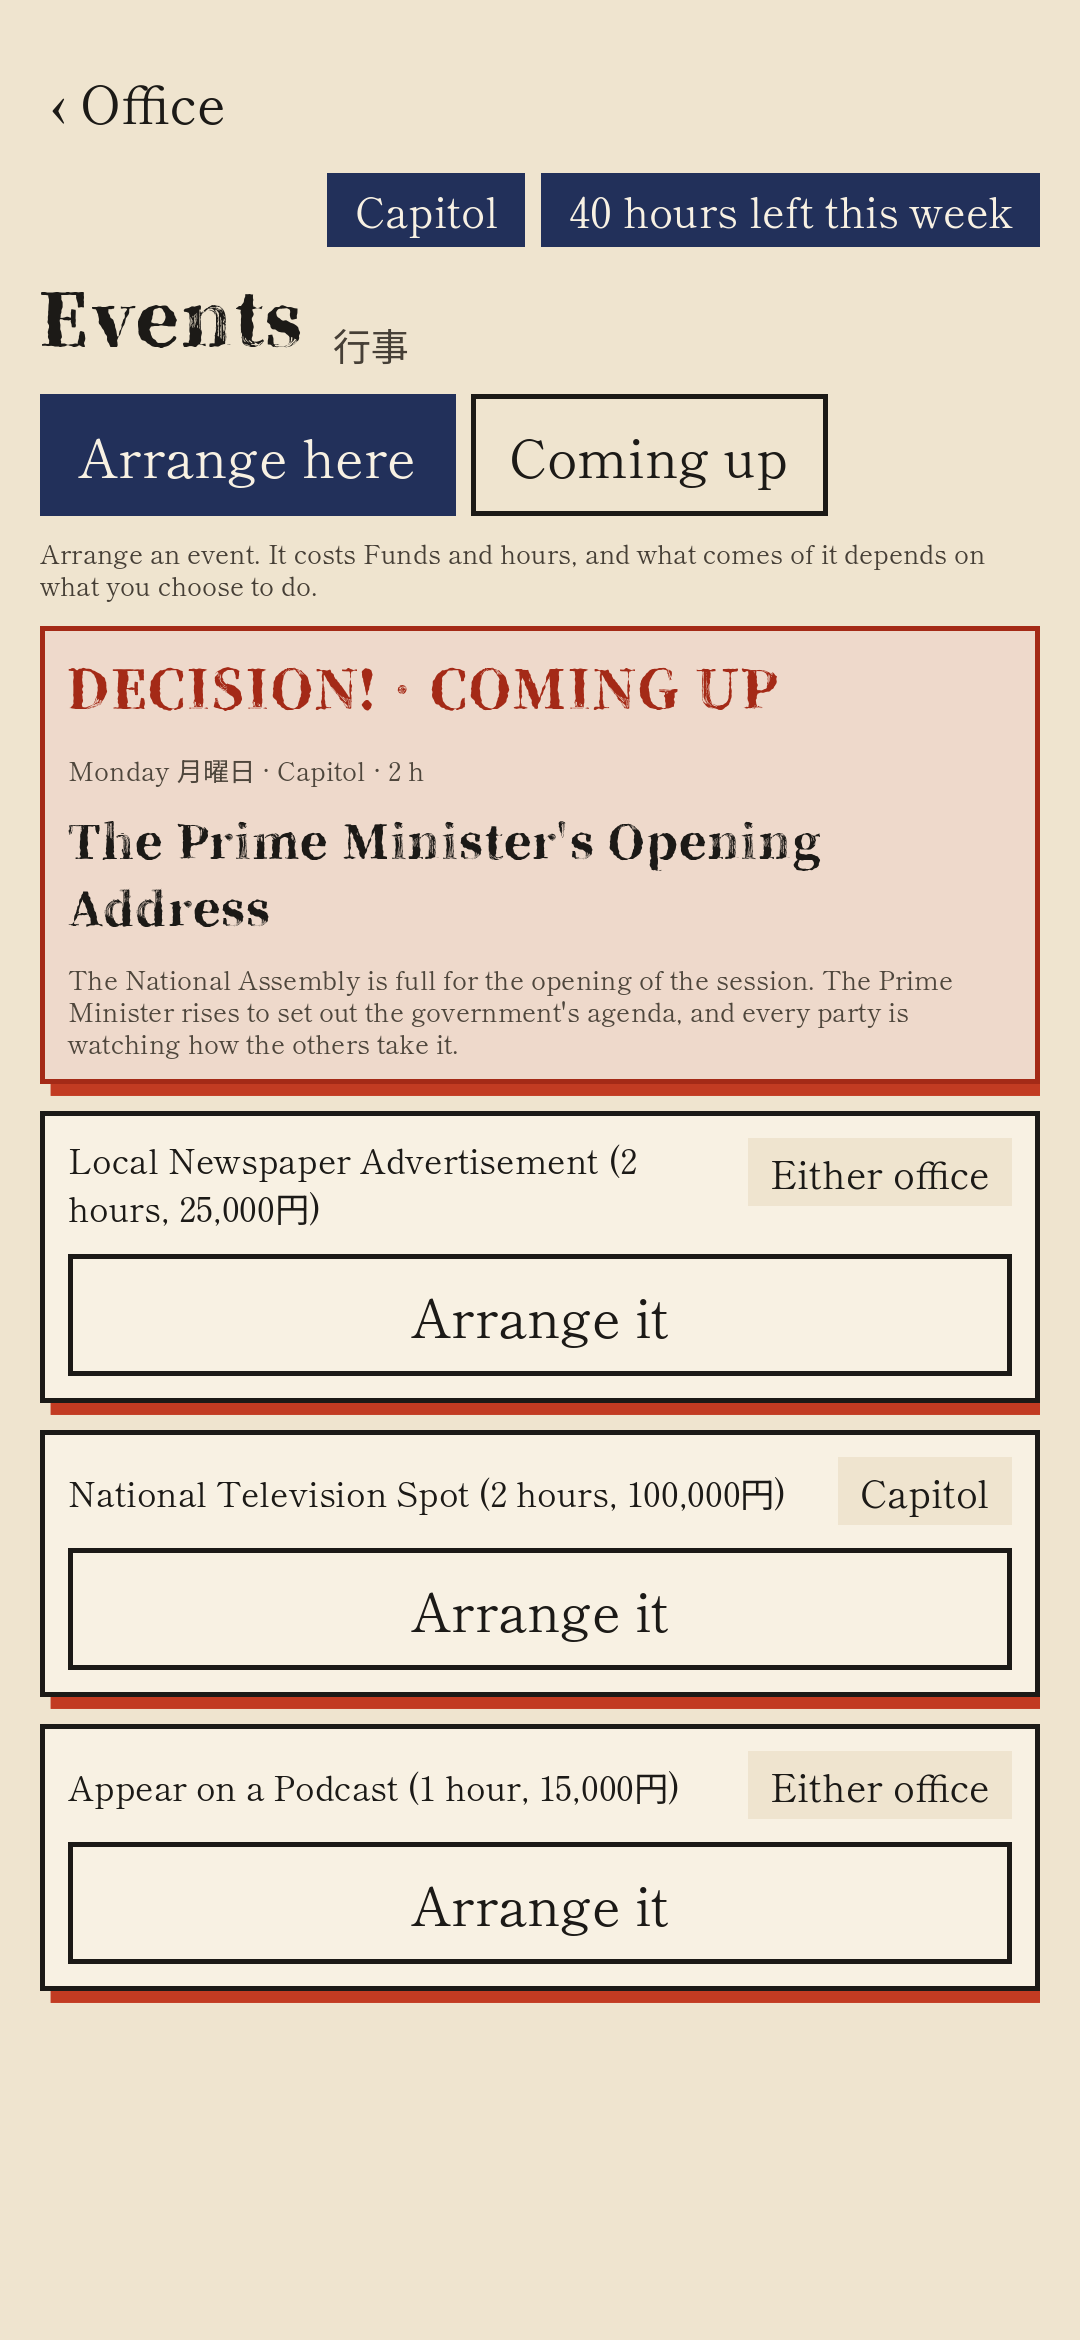 ‹ Office
Capitol
40 hours left this week
Events 行事
Arrange here
Coming up
Arrange an event. It costs Funds and hours, and what comes of it depends on
what you choose to do.
DECISION! · COMING UP
Monday 月曜日 · Capitol · 2 h
The Prime Minister's Opening
Address
The National Assembly is full for the opening of the session. The Prime
Minister rises to set out the government's agenda, and every party is
watching how the others take it.
Local Newspaper Advertisement (2
hours, 25,000円)
Either office
Arrange it
National Television Spot (2 hours, 100,000円)
Capitol
Arrange it
Appear on a Podcast (1 hour, 15,000円)
Either office
Arrange it